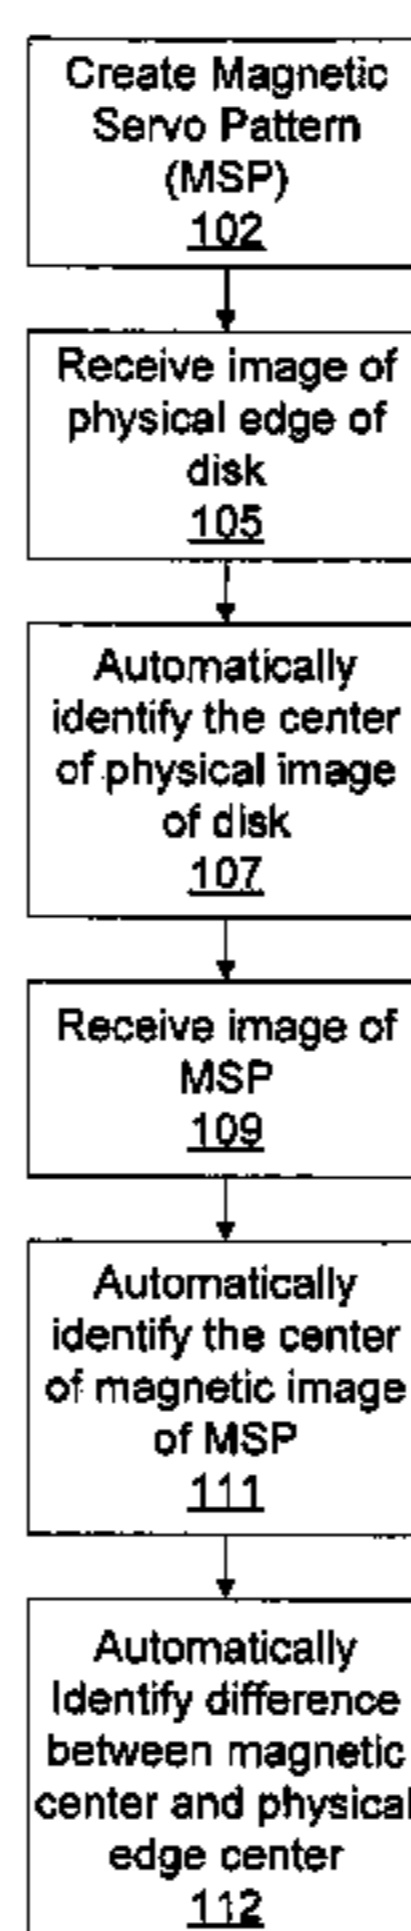 Create Magnetic
Servo Pattern
(MSP)
102
Receive image of
physical edge of
disk
105
Automatically
identify the center
of physical image
of disk
107
Receive image of
MSP
109
Automatically
identify the center
of magnetic image
of MSP
111
Automatically
Identify difference
between magnetic
center and physical
edge center
112